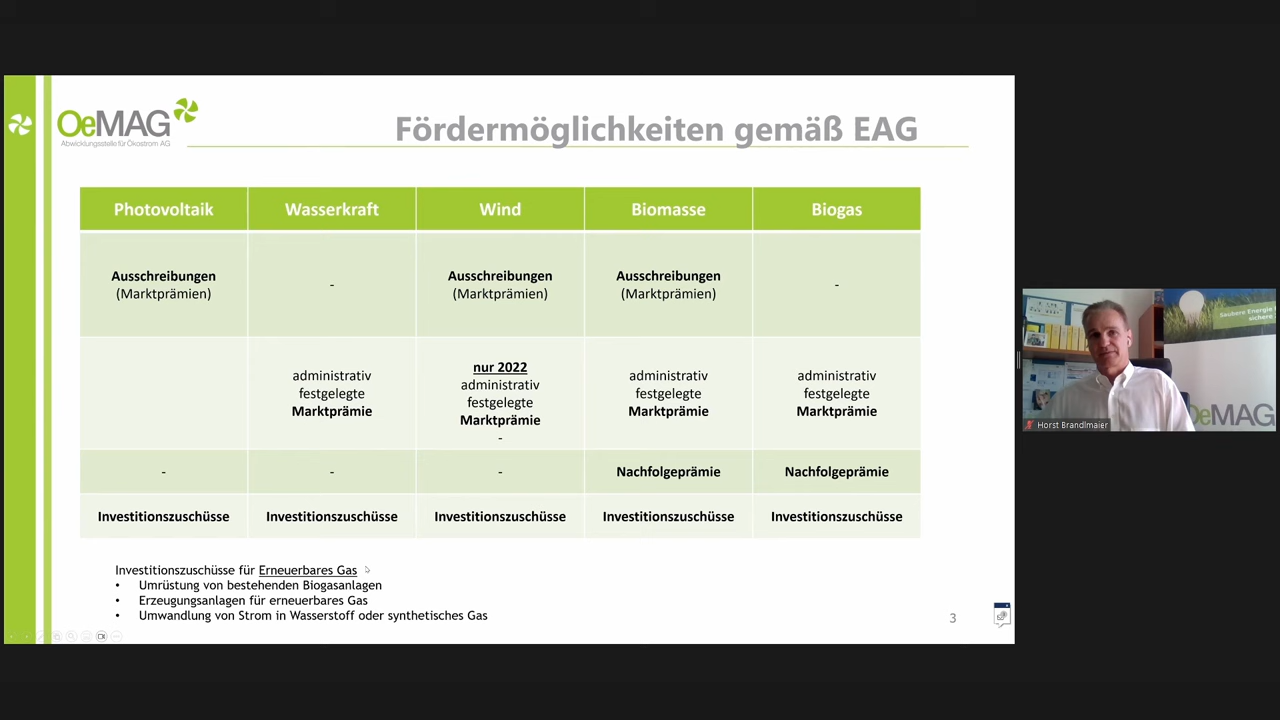 OeMAG
Abwicklungsstelle für Ökostrom AG
Fördermöglichkeiten gemäß EAG
Photovoltaik
Wasserkraft
Wind
Biomasse
Biogas
Ausschreibungen
(Marktprämien)
-
Ausschreibungen
(Marktprämien)
Ausschreibungen
(Marktprämien)
-
administrativ
festgelegte
Marktprämie
nur 2022
administrativ
festgelegte
Marktprämie
-
administrativ
festgelegte
Marktprämie
administrativ
festgelegte
Marktprämie
-
-
-
Nachfolgeprämie
Nachfolgeprämie
Investitionszuschüsse
Investitionszuschüsse
Investitionszuschüsse
Investitionszuschüsse
Investitionszuschüsse
Investitionszuschüsse für Erneuerbares Gas
• Umrüstung von bestehenden Biogasanlagen
• Erzeugungsanlagen für erneuerbares Gas
• Umwandlung von Strom in Wasserstoff oder synthetisches Gas
3
Saubere Energie
sichere
OeMAG
Horst Brandlmaier